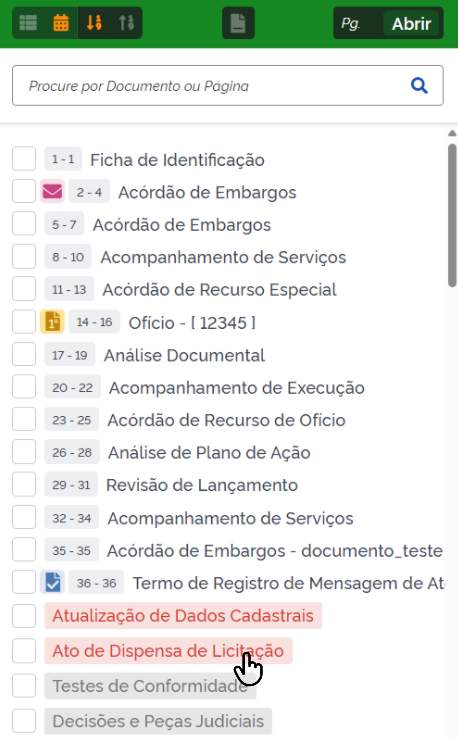 Pg. Abrir
Procure por Documento ou Página
1 - 1 Ficha de Identificação
2 - 4 Acórdão de Embargos
5 - 7 Acórdão de Embargos
8 - 10 Acompanhamento de Serviços
11 - 13 Acórdão de Recurso Especial
1º 14 - 16 Ofício - [ 12345 ]
17 - 19 Análise Documental
20 - 22 Acompanhamento de Execução
23 - 25 Acórdão de Recurso de Ofício
26 - 28 Análise de Plano de Ação
29 - 31 Revisão de Lançamento
32 - 34 Acompanhamento de Serviços
35 - 35 Acórdão de Embargos - documento_teste
36 - 36 Termo de Registro de Mensagem de At
Atualização de Dados Cadastrais
Ato de Dispensa de Licitação
Testes de Conformidade
Decisões e Peças Judiciais